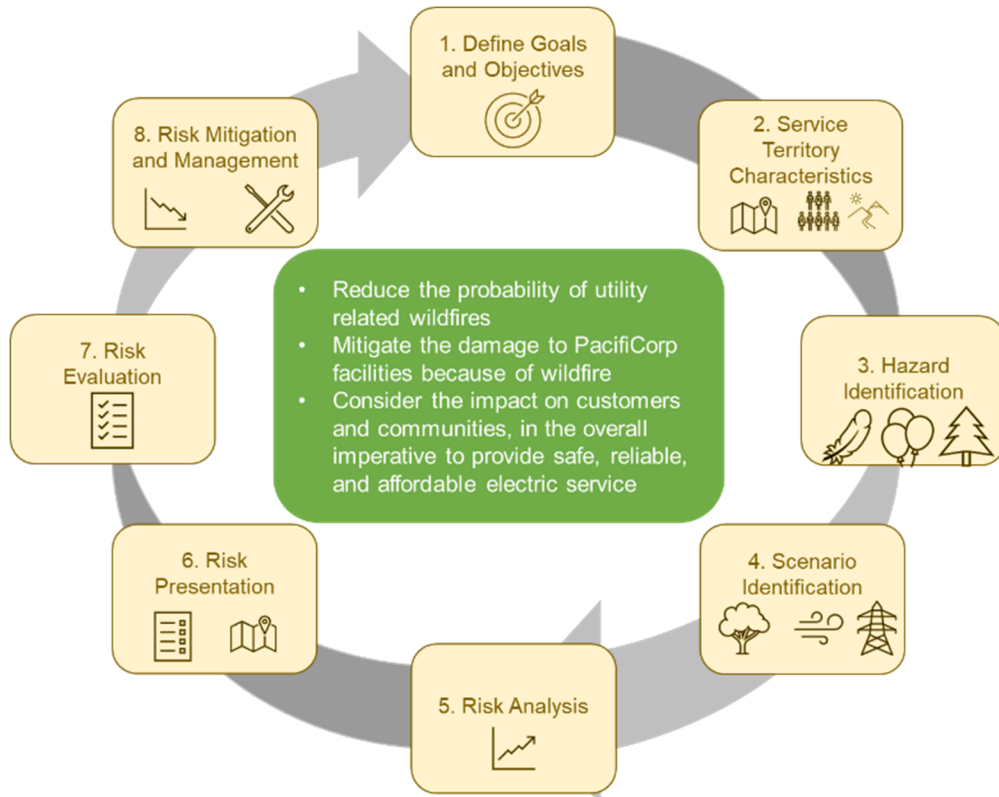 1. Define Goals
and Objectives
2. Service
Territory
Characteristics
3. Hazard
Identification
4. Scenario
Identification
5. Risk Analysis
6. Risk
Presentation
7. Risk
Evaluation
8. Risk Mitigation
and Management
• Reduce the probability of utility
related wildfires
• Mitigate the damage to PacifiCorp
facilities because of wildfire
• Consider the impact on customers
and communities, in the overall
imperative to provide safe, reliable,
and affordable electric service